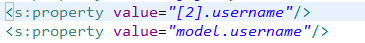 <s:property value="[2].username"/>
<s:property value="model.username"/>